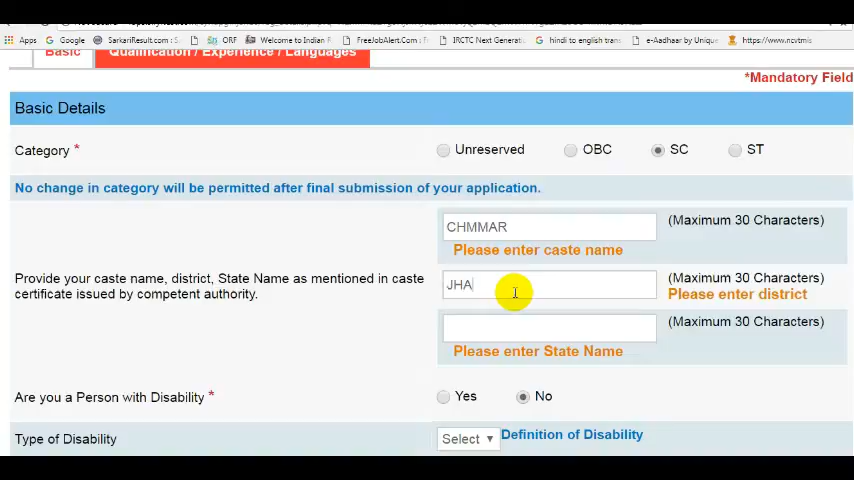 Apps Google SarkariResult.com : S ORF Welcome to Indian R FreeJobAlert.Com : F IRCTC Next Generati hindi to english tran e-Aadhaar by Unique https://www.ncvtmis
Basic Qualification / Experience / Languages
*Mandatory Field
Basic Details
Category * Unreserved OBC SC ST
No change in category will be permitted after final submission of your application.
CHMMAR (Maximum 30 Characters)
Please enter caste name
Provide your caste name, district, State Name as mentioned in caste certificate issued by competent authority.
JHA (Maximum 30 Characters)
Please enter district
(Maximum 30 Characters)
Please enter State Name
Are you a Person with Disability * Yes No
Type of Disability Select ▼ Definition of Disability